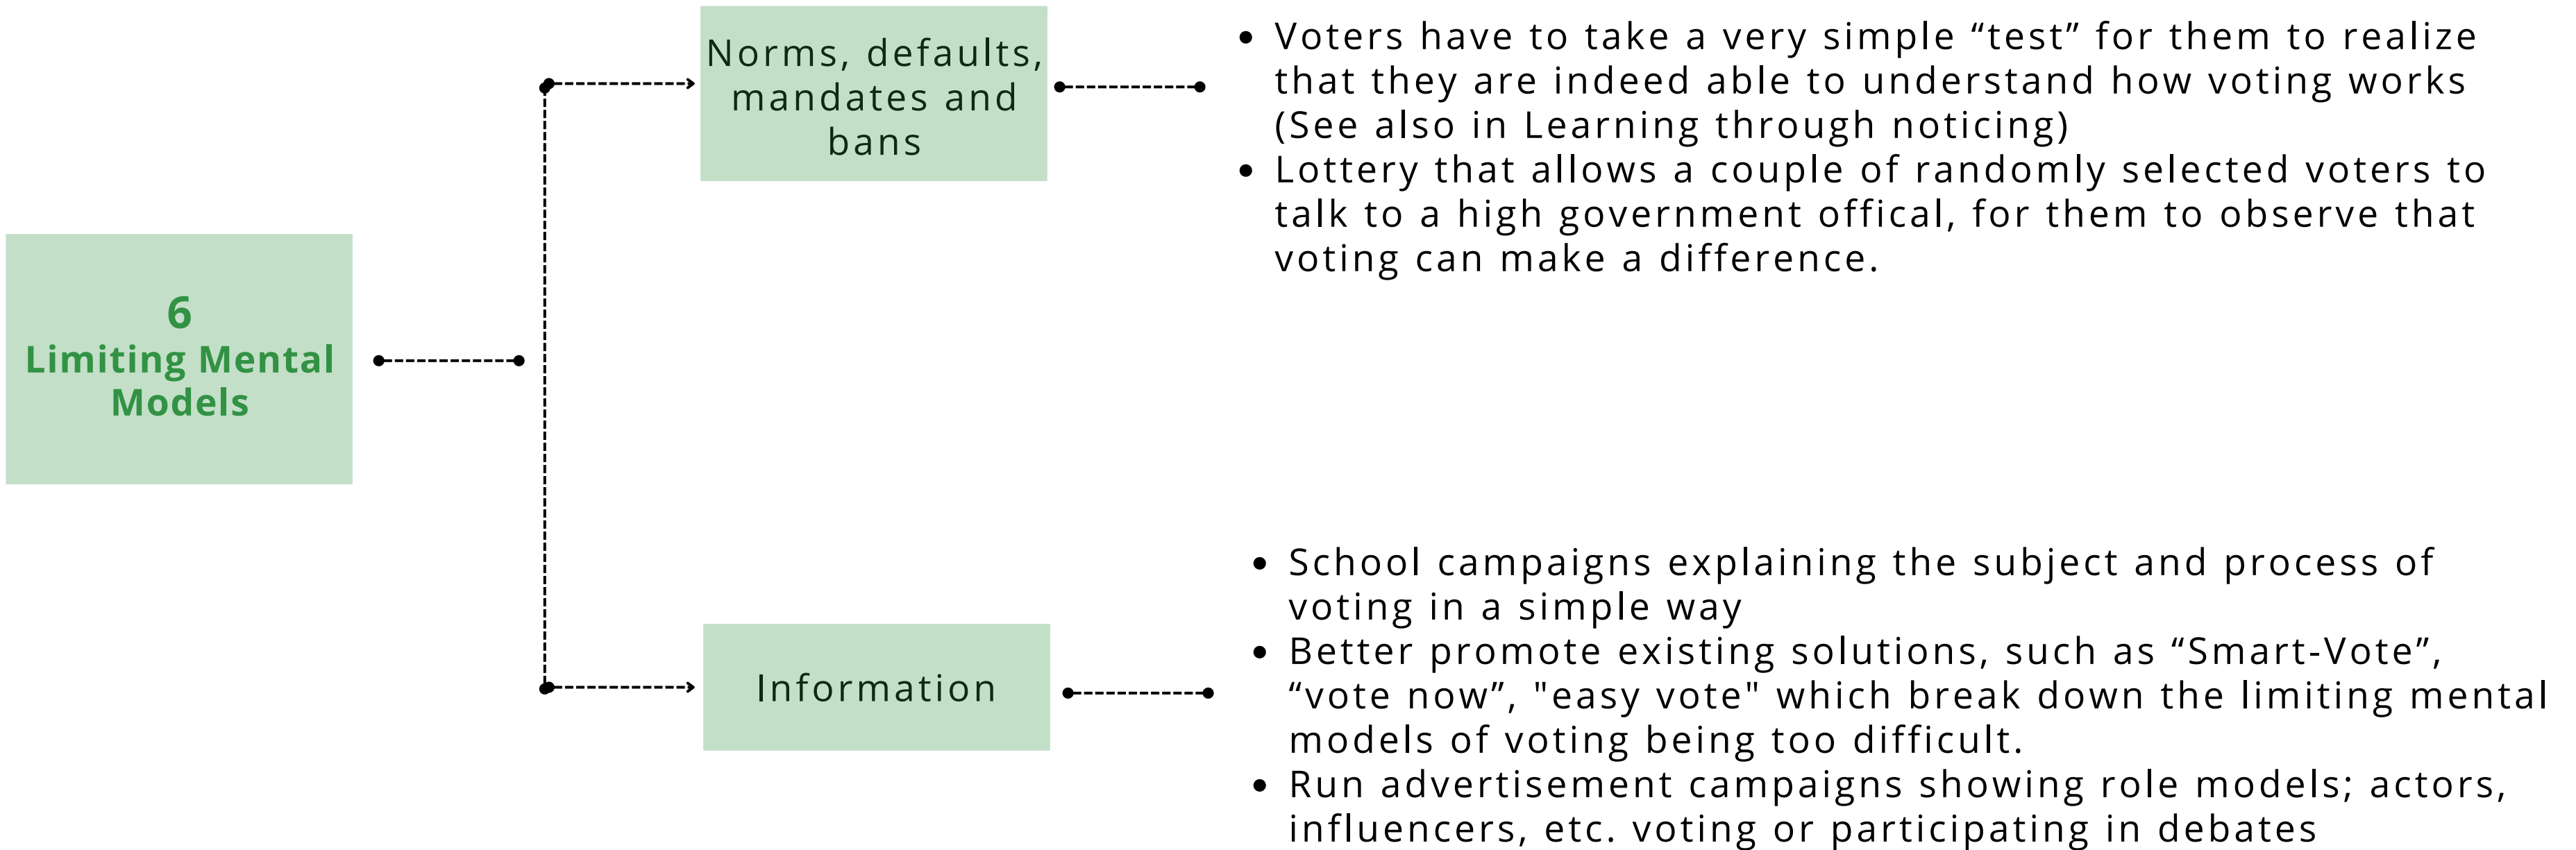 6
Limiting Mental
Models
Norms, defaults,
mandates and
bans
• Voters have to take a very simple “test” for them to realize
that they are indeed able to understand how voting works
(See also in Learning through noticing)
• Lottery that allows a couple of randomly selected voters to
talk to a high government offical, for them to observe that
voting can make a difference.
Information
• School campaigns explaining the subject and process of
voting in a simple way
• Better promote existing solutions, such as “Smart-Vote”,
“vote now”, "easy vote" which break down the limiting mental
models of voting being too difficult.
• Run advertisement campaigns showing role models; actors,
influencers, etc. voting or participating in debates